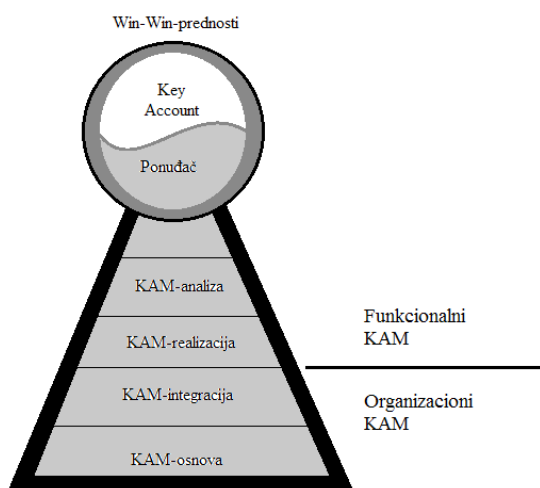 Win-Win-prednosti
Key
Account
Ponuđač
KAM-analiza
KAM-realizacija
KAM-integracija
KAM-osnova
Funkcionalni
KAM
Organizacioni
KAM